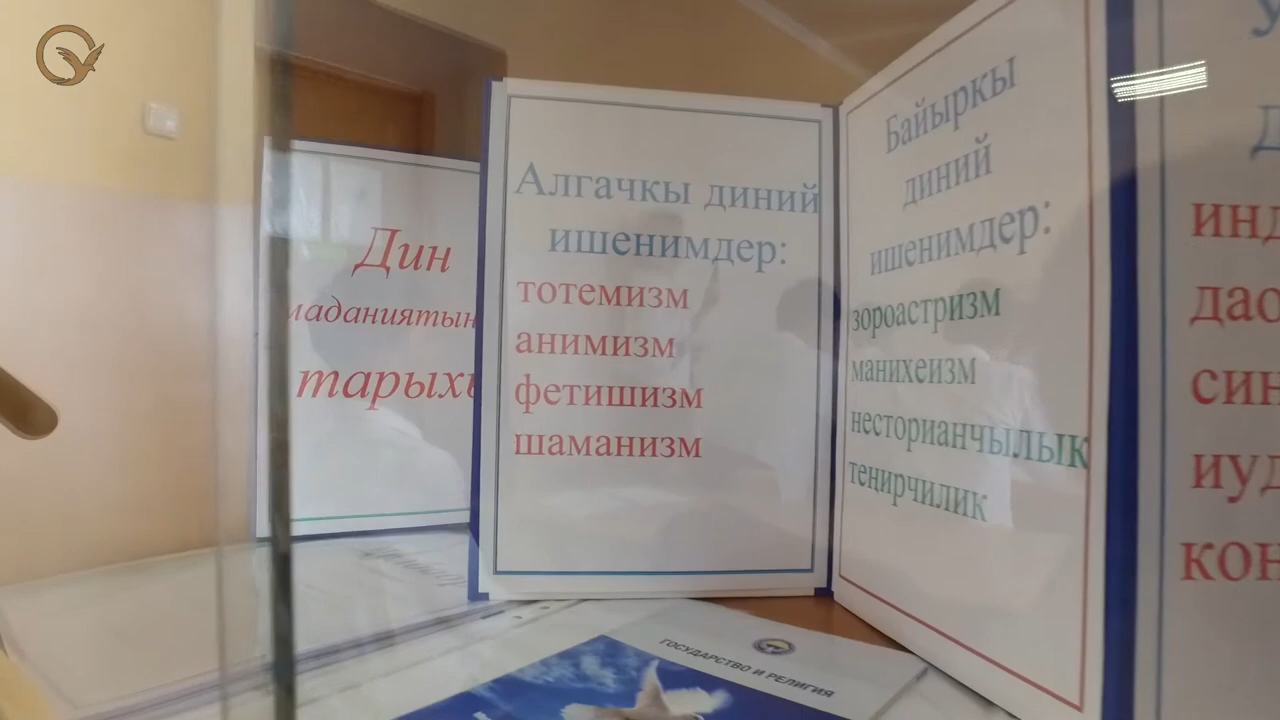 Дин
маданиятын
тарыхы
Алгачкы диний
ишенимдер:
тотемизм
анимизм
фетишизм
шаманизм
Байыркы
диний
ишенимдер:
зороастризм
манихеизм
несторианчылык
теңирчилик
инд
дао
син
иуд
кон
ГОСУДАРСТВО И РЕЛИГИЯ